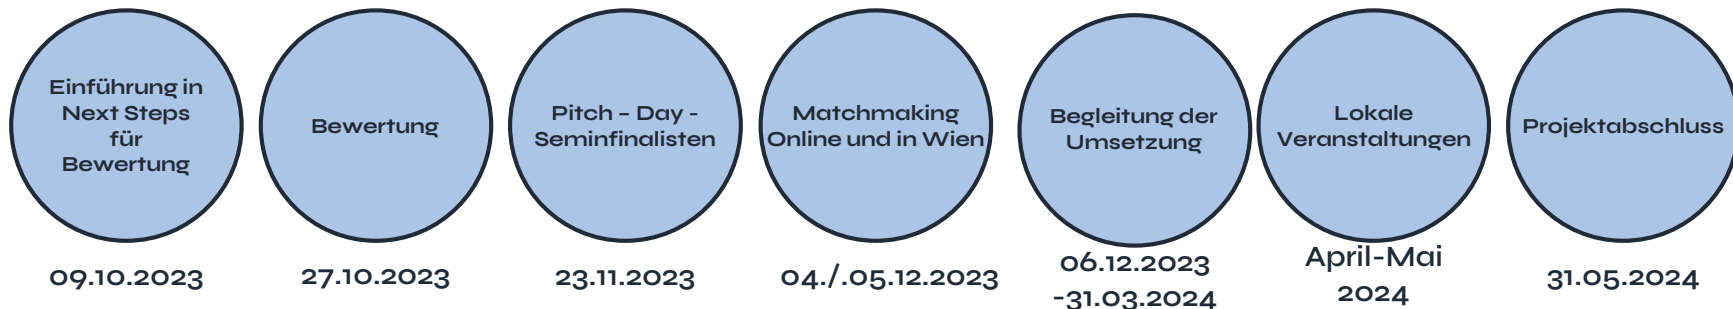 Einführung in
Next Steps
für
Bewertung
09.10.2023
Bewertung
27.10.2023
Pitch – Day -
Seminfinalisten
23.11.2023
Matchmaking
Online und in Wien
04./.05.12.2023
Begleitung der
Umsetzung
06.12.2023
-31.03.2024
Lokale
Veranstaltungen
April-Mai
2024
Projektabschluss
31.05.2024